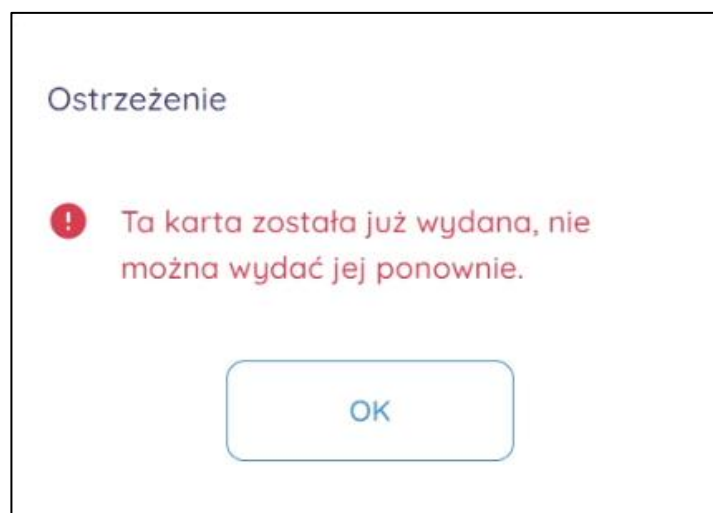 Ostrzeżenie
Ta karta została już wydana, nie
można wydać jej ponownie.
OK